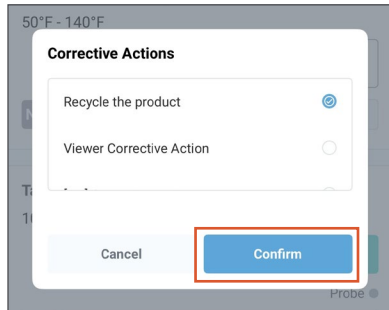 50°F - 140°F
Corrective Actions
Recycle the product
Viewer Corrective Action
Cancel
Confirm
Probe